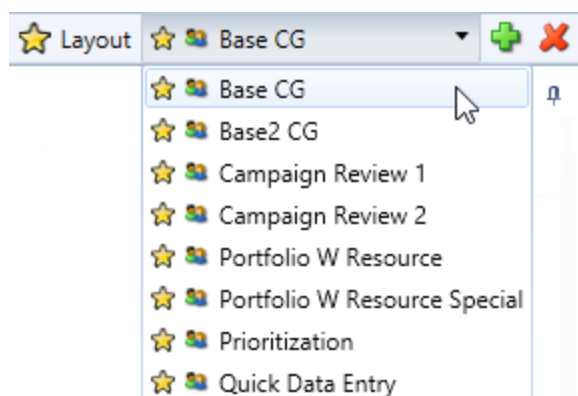 Layout Base CG
Base CG
Base2 CG
Campaign Review 1
Campaign Review 2
Portfolio W Resource
Portfolio W Resource Special
Prioritization
Quick Data Entry